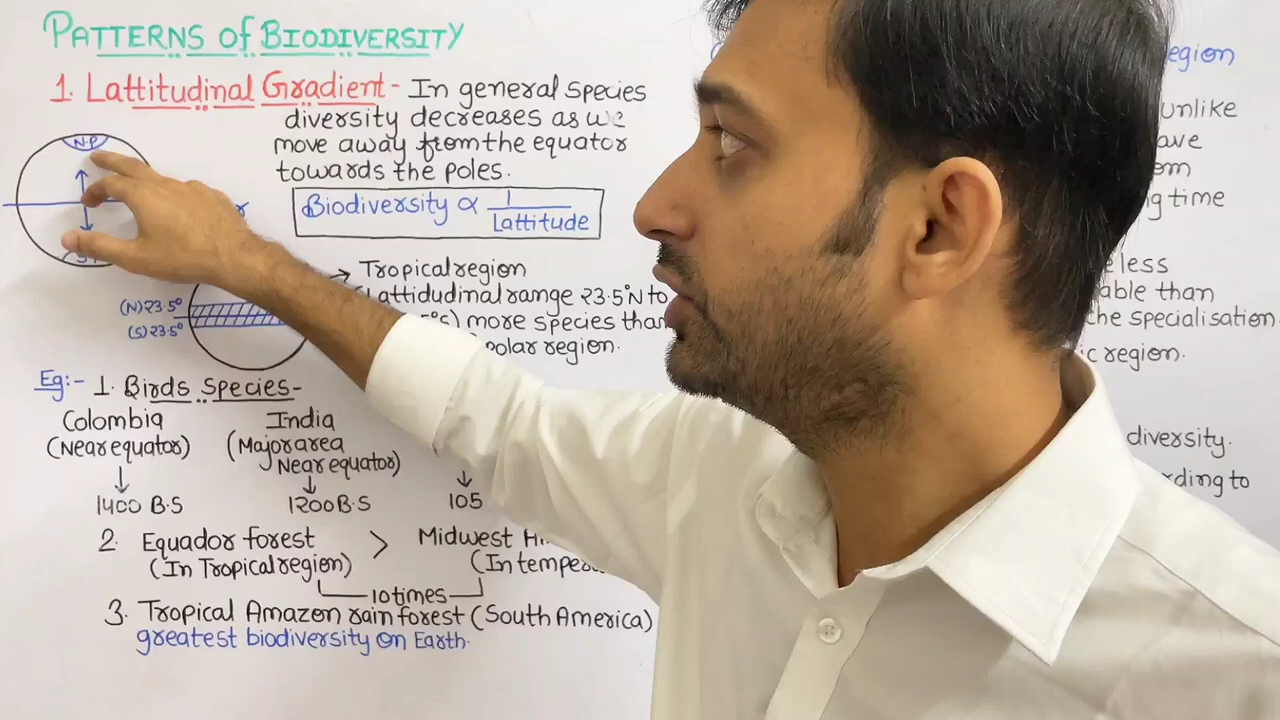 PATTERNS of BIODIVERSITY
1. Lattitudinal Gradient - In general species
diversity decreases as we
move away from the equator
towards the poles.
N.P
Biodiversity ∝ 1/Lattitude
→ Tropical region
Lattidudinal range 23.5°N to
°S) more species than
polar region.
(N) 23.5°
(S) 23.5°
Eg:- 1. Birds Species-
Colombia India
(Near equator) (Major area
Near equator)
↓ ↓ ↓
1400 B.S 1200 B.S 105
2. Equador forest > Midwest
(In Tropical region) (In temper
10 times
3. Tropical Amazon rain forest (South America)
greatest biodiversity on Earth.
egion
unlike
ave
om
g time
less
able than
the specialisation
ic region.
diversity.
rding to